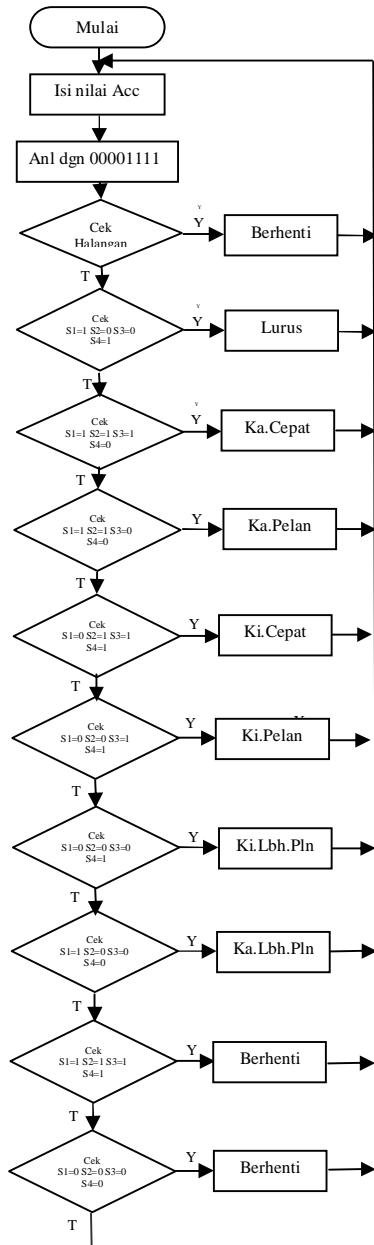 Mulai
Isi nilai Acc
Anl dgn 00001111
Cek
Halangan
Y
Y
Berhenti
T
Cek
S1=1 S2=0 S3=0
S4=1
Y
Y
Lurus
T
Cek
S1=1 S2=1 S3=1
S4=0
Y
Y
Ka.Cepat
T
Cek
S1=1 S2=1 S3=0
S4=0
Y
Ka.Pelan
T
Cek
S1=0 S2=1 S3=1
S4=1
Y
Ki.Cepat
T
Cek
S1=0 S2=0 S3=1
S4=1
Y
Ki.Pelan
T
Cek
S1=0 S2=0 S3=0
S4=1
Y
Ki.Lbh.Pln
T
Cek
S1=1 S2=0 S3=0
S4=0
Y
Ka.Lbh.Pln
T
Cek
S1=1 S2=1 S3=1
S4=1
Y
Berhenti
T
Cek
S1=0 S2=0 S3=0
S4=0
Y
Berhenti
T